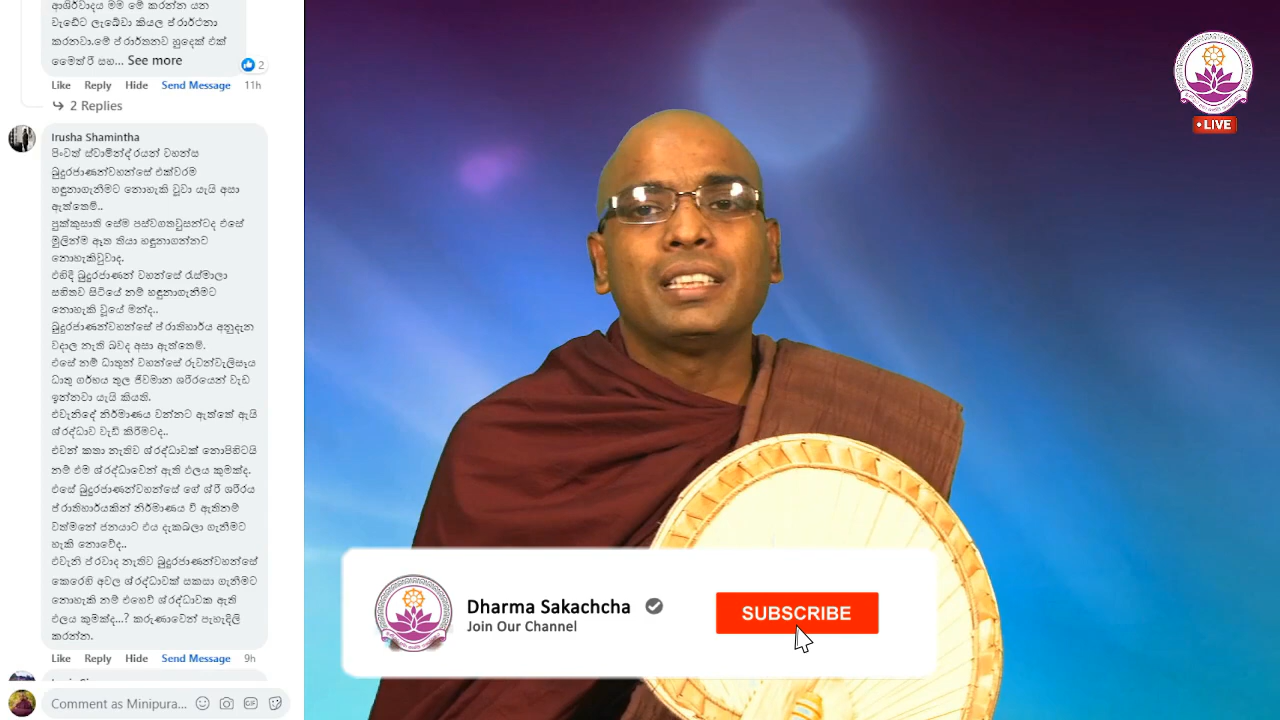 ආශිර්වාදය මම මේ කරන්න යන
වැඩේට ලැබේවා කියල ප්‍රාර්ථනා
කරනවා.මේ ප්‍රාර්තනව හුදෙක් එක්
මෛත්‍රී සහ... See more
2
Like Reply Hide Send Message 11h
2 Replies
Irusha Shamintha
පිංවත් ස්වාමින්ද්‍රයන් වහන්ස
බුදුරජාණන්වහන්සේ එක්වරම
හඳුනාගැනීමට නොහැකි වූවා යැයි අසා
ඇත්තෙමි..
පුක්කුසාති සේම පස්වගතවුසන්ටද එසේ
මුලින්ම ඈත තියා හඳුනාගන්නට
නොහැකිවුවාද.
එහිදී බුදුරජාණන් වහන්සේ රැස්මාලා
සහිතව සිටියේ නම් හඳුනාගැනීමට
නොහැකි වූයේ මන්ද..
බුදුරජාණන්වහන්සේ ප්‍රාතිහාර්ය අනුදැන
වදාල නැති බවද අසා ඇත්තෙමි.
එසේ නම් ධාතූන් වහන්සේ රුවන්වැලිසෑය
ධාතු ගර්භය තුල ජීවමාන ශරීරයෙන් වැඩ
ඉන්නවා යැයි කියති.
එවැනිදේ නිර්මාණය වන්නට ඇත්තේ ඇයි
ශ්‍රද්ධාව වැඩි කිරීමටද..
එවන් කතා නැතිව ශ්‍රද්ධාවක් නොපිහිටයි
නම් එම ශ්‍රද්ධාවෙන් ඇති ඵලය කුමක්ද.
එසේ බුදුරජාණන්වහන්සේ ගේ ශ්‍රී ශරීරය
ප්‍රාතිහාර්යකින් නිර්මාණය වී ඇතිනම්
වත්මනේ ජනයාට එය දැකබලා ගැනීමට
හැකි නොවේද..
එවැනි ප්‍රවාද නැතිව බුදුරජාණන්වහන්සේ
කෙරෙහි අචල ශ්‍රද්ධාවක් සකසා ගැනීමට
නොහැකි නම් එහෙව් ශ්‍රද්ධාවක ඇති
ඵලය කුමක්ද...? කරුණාවෙන් පැහැදිලි
කරන්න.
Like Reply Hide Send Message 9h
Comment as Minipura...
GIF
• LIVE
Dharma Sakachcha
Join Our Channel
SUBSCRIBE